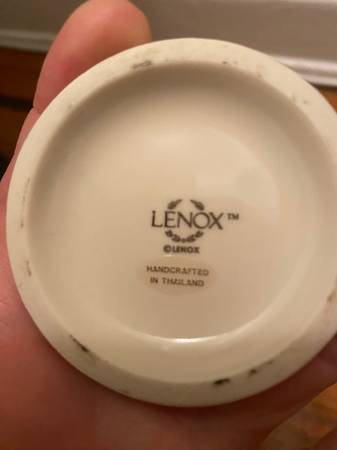 LENOX™
©LENOX
HANDCRAFTED
IN THAILAND